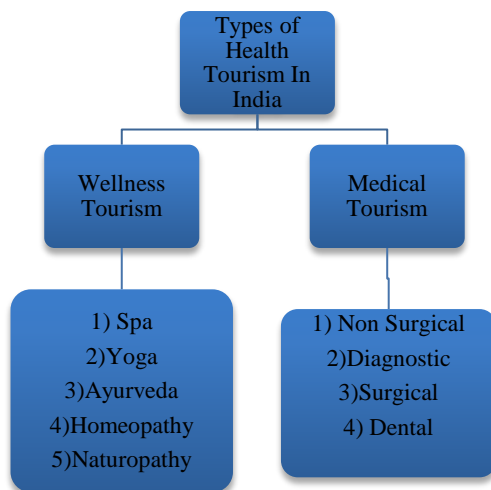 Types of
Health
Tourism In
India
Wellness
Tourism
Medical
Tourism
1) Spa
2)Yoga
3)Ayurveda
4)Homeopathy
5)Naturopathy
1) Non Surgical
2)Diagnostic
3)Surgical
4) Dental